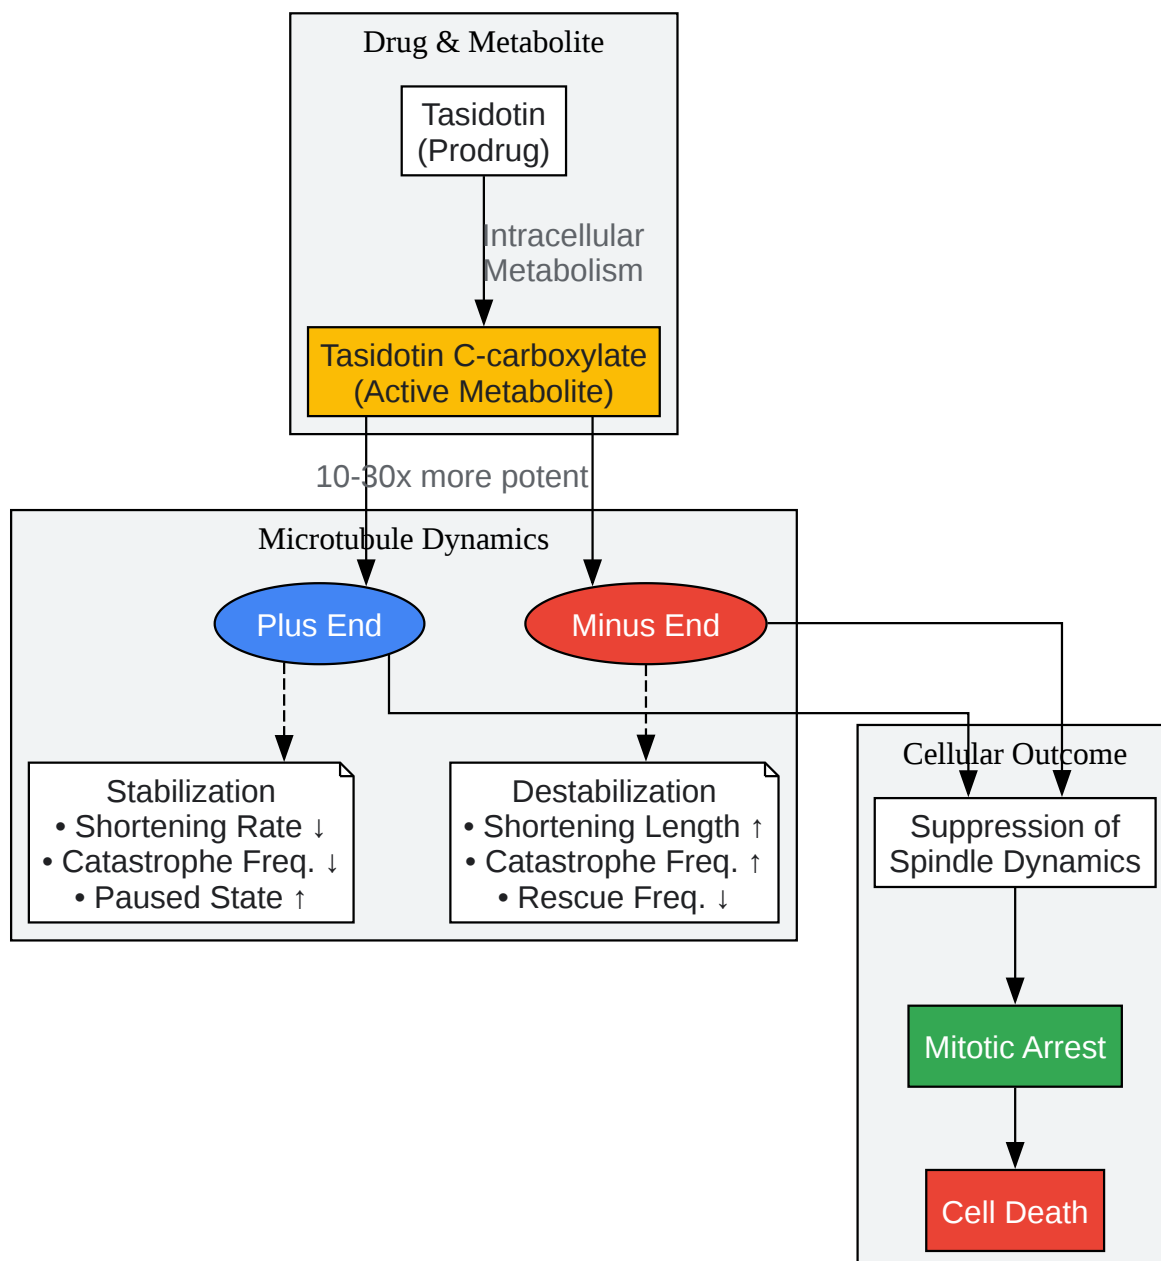 Drug & Metabolite
Tasidotin
(Prodrug)
Intracellular
Metabolism
Tasidotin C-carboxylate
(Active Metabolite)
10-30x more potent
Microtubule Dynamics
Plus End
Minus End
Stabilization
• Shortening Rate ↓
• Catastrophe Freq. ↓
• Paused State ↑
Destabilization
• Shortening Length ↑
• Catastrophe Freq. ↑
• Rescue Freq. ↓
Cellular Outcome
Suppression of
Spindle Dynamics
Mitotic Arrest
Cell Death